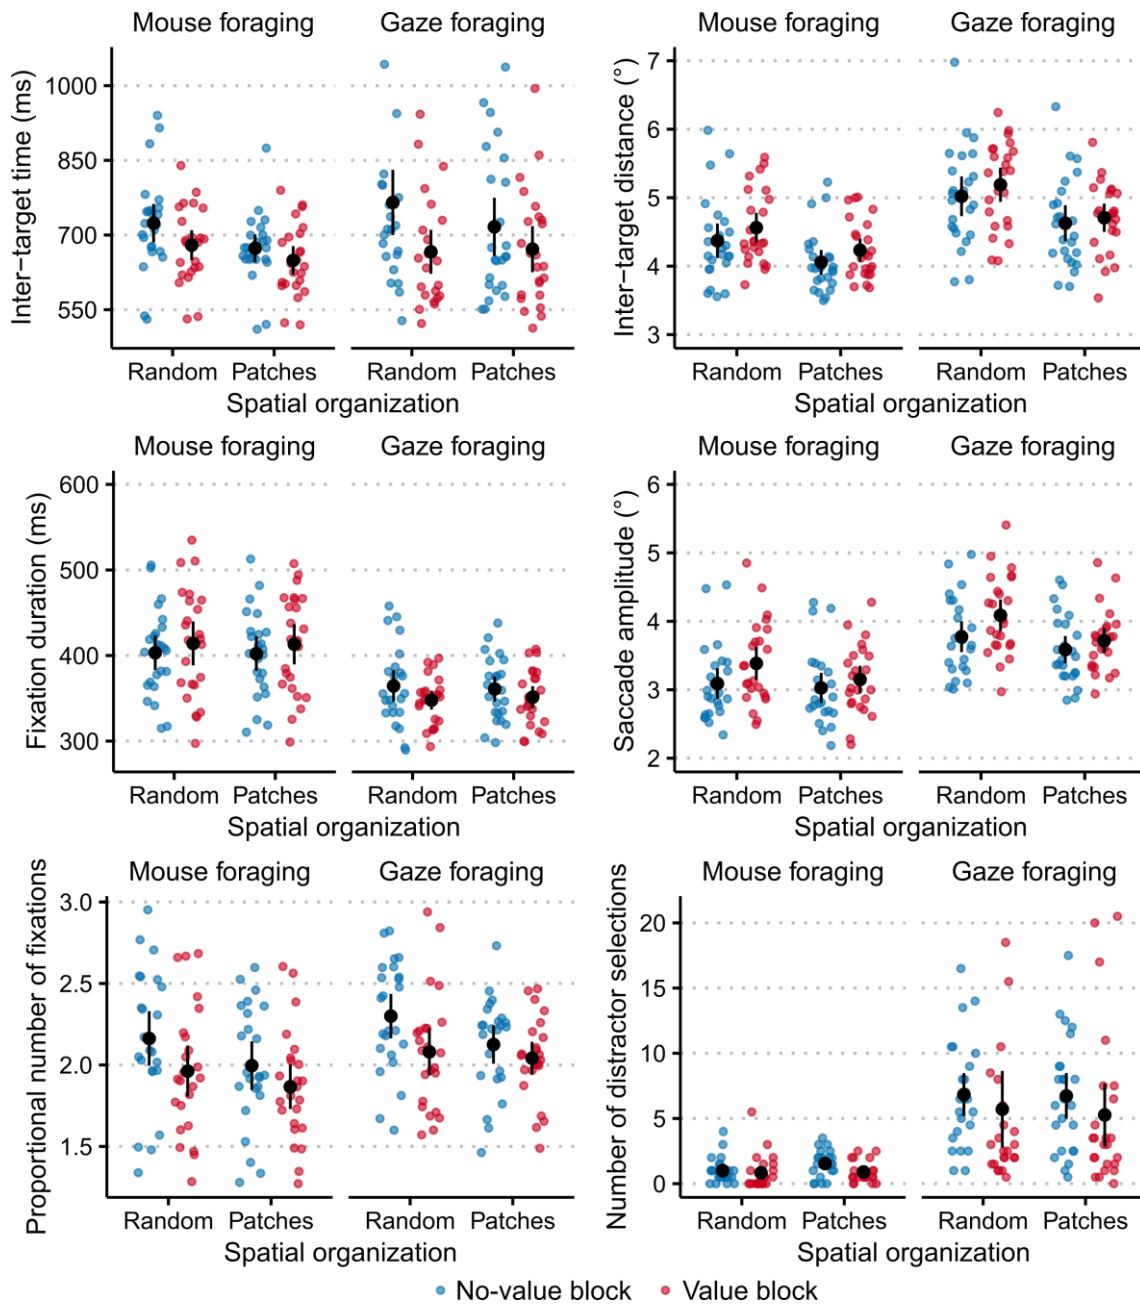 Mouse foraging Gaze foraging
Inter−target time (ms)
1000
850
700
550
Random Patches Random Patches
Spatial organization
Mouse foraging Gaze foraging
Inter−target distance (°)
7
6
5
4
3
Random Patches Random Patches
Spatial organization
Mouse foraging Gaze foraging
Fixation duration (ms)
600
500
400
300
Random Patches Random Patches
Spatial organization
Mouse foraging Gaze foraging
Saccade amplitude (°)
6
5
4
3
2
Random Patches Random Patches
Spatial organization
Mouse foraging Gaze foraging
Proportional number of fixations
3.0
2.5
2.0
1.5
Random Patches Random Patches
Spatial organization
Mouse foraging Gaze foraging
Number of distractor selections
20
15
10
5
0
Random Patches Random Patches
Spatial organization
No-value block Value block